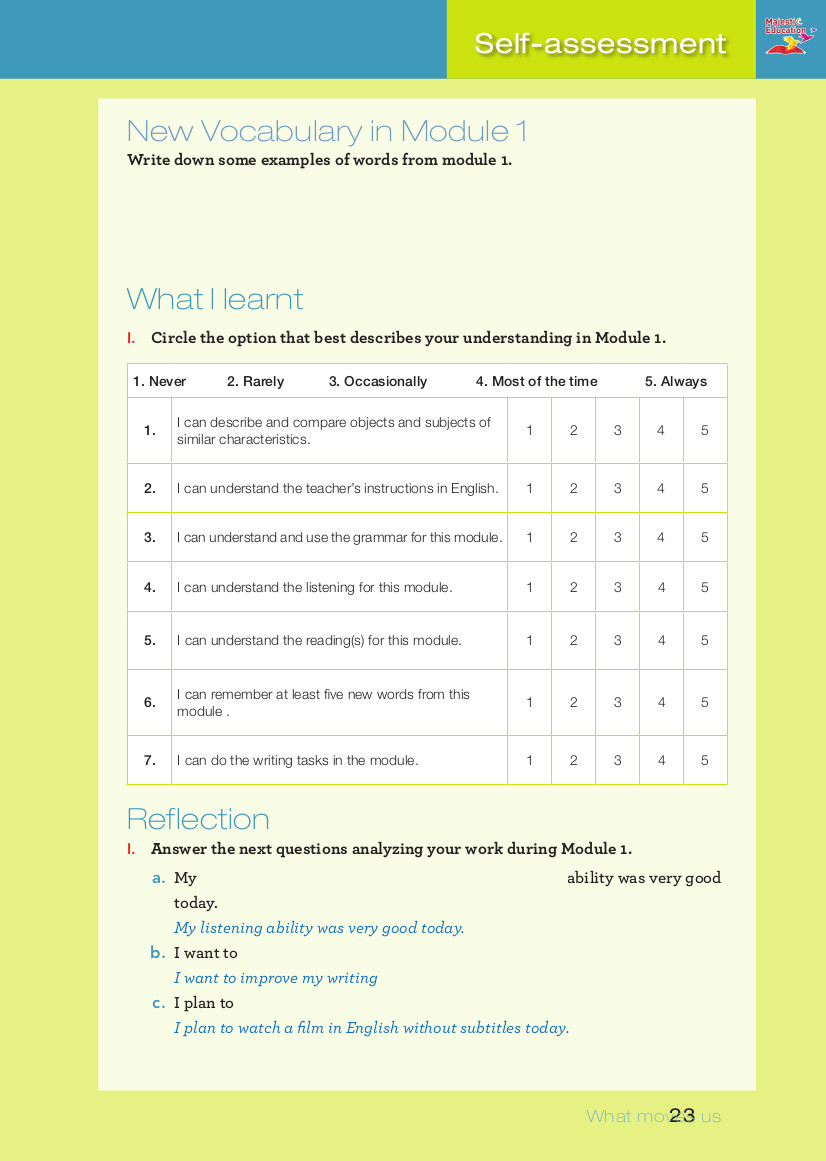 Self-assessment
Majestic
Education
New Vocabulary in Module 1
Write down some examples of words from module 1.
What I learnt
I. Circle the option that best describes your understanding in Module 1.
1. Never 2. Rarely 3. Occasionally 4. Most of the time 5. Always
1. I can describe and compare objects and subjects of
similar characteristics. 1 2 3 4 5
2. I can understand the teacher's instructions in English. 1 2 3 4 5
3. I can understand and use the grammar for this module. 1 2 3 4 5
4. I can understand the listening for this module. 1 2 3 4 5
5. I can understand the reading(s) for this module. 1 2 3 4 5
6. I can remember at least five new words from this
module . 1 2 3 4 5
7. I can do the writing tasks in the module. 1 2 3 4 5
Reflection
I. Answer the next questions analyzing your work during Module 1.
a. My ability was very good
today.
My listening ability was very good today.
b. I want to
I want to improve my writing
c. I plan to
I plan to watch a film in English without subtitles today.
What moves us 23